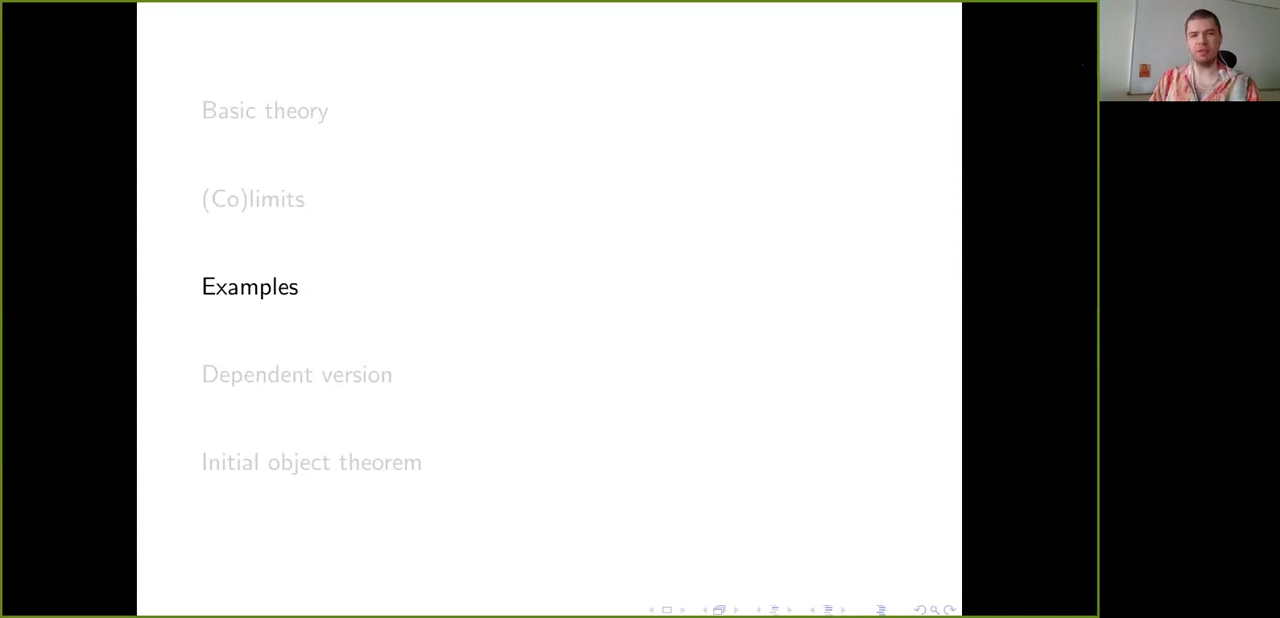 Basic theory
(Co)limits
Examples
Dependent version
Initial object theorem